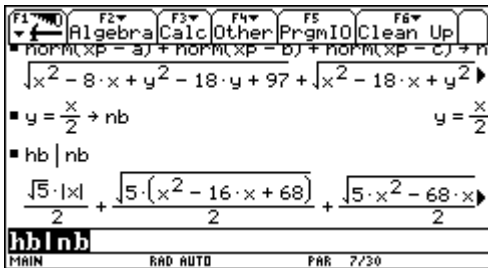 F1 F2 F3 F4 F5 F6
Algebra Calc Other PrgmIO Clean Up
norm(xp - a) + norm(xp - b) + norm(xp - c) →
√(x² - 8·x + y² - 18·y + 97) + √(x² - 18·x + y²
y = x/2 → nb y = x/2
hb | nb
√5·|x|/2 + √(5·(x² - 16·x + 68))/2 + √(5·x² - 68·x/2
hb|nb
MAIN RAD AUTO PAR 7/30